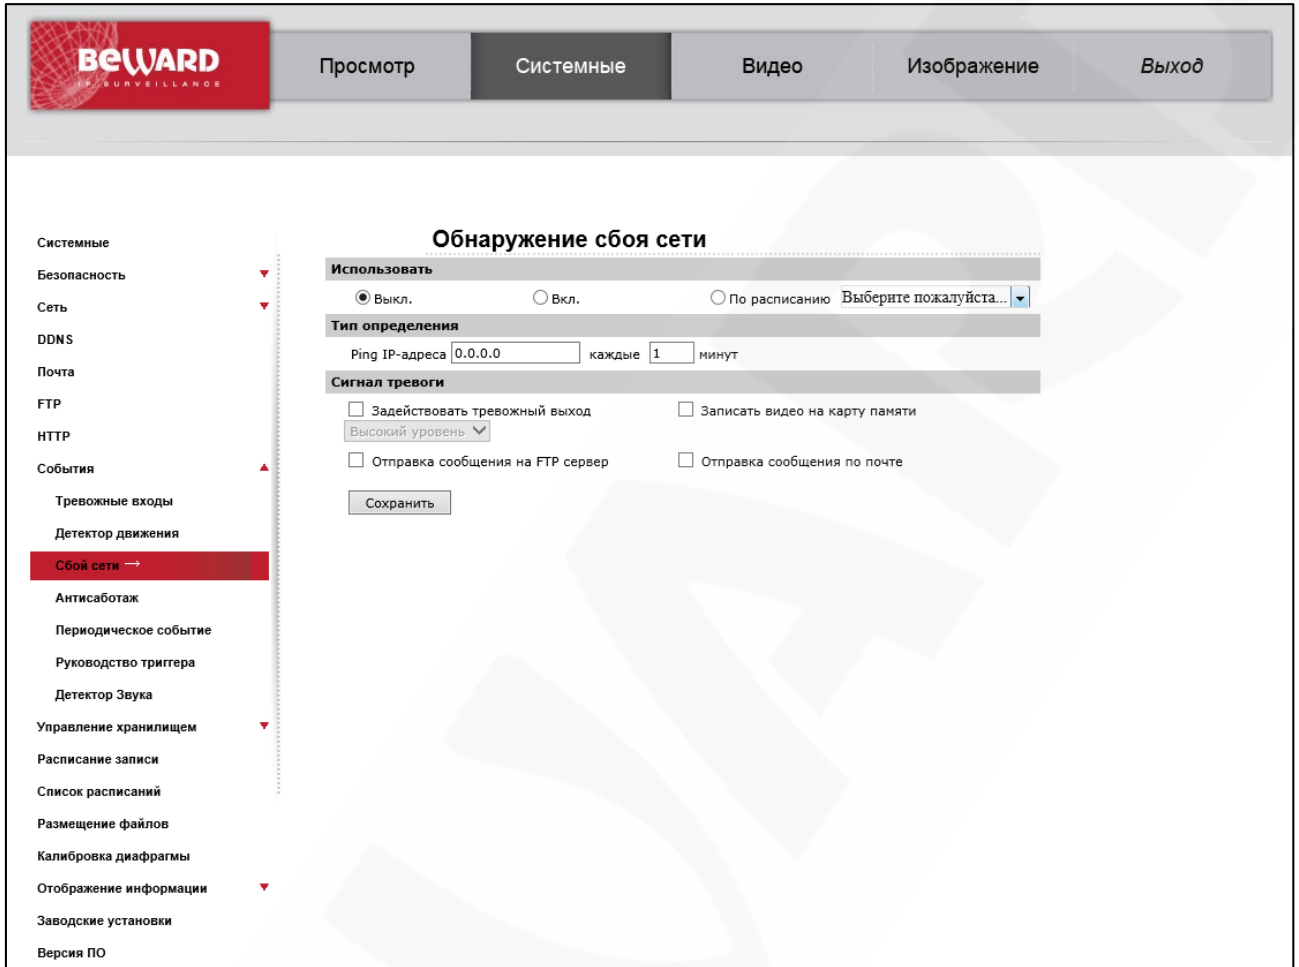 BEWARD
IP SURVEILLANCE
Просмотр
Системные
Видео
Изображение
Выход
Системные
Безопасность
Сеть
DDNS
Почта
FTP
HTTP
События
Тревожные входы
Детектор движения
Сбой сети →
Антисаботаж
Периодическое событие
Руководство триггера
Детектор Звука
Управление хранилищем
Расписание записи
Список расписаний
Размещение файлов
Калибровка диафрагмы
Отображение информации
Заводские установки
Версия ПО
Обнаружение сбоя сети
Использовать
Выкл. Вкл. По расписанию Выберите пожалуйста...
Тип определения
Ping IP-адреса 0.0.0.0 каждые 1 минут
Сигнал тревоги
Задействовать тревожный выход Записать видео на карту памяти
Высокий уровень
Отправка сообщения на FTP сервер Отправка сообщения по почте
Сохранить